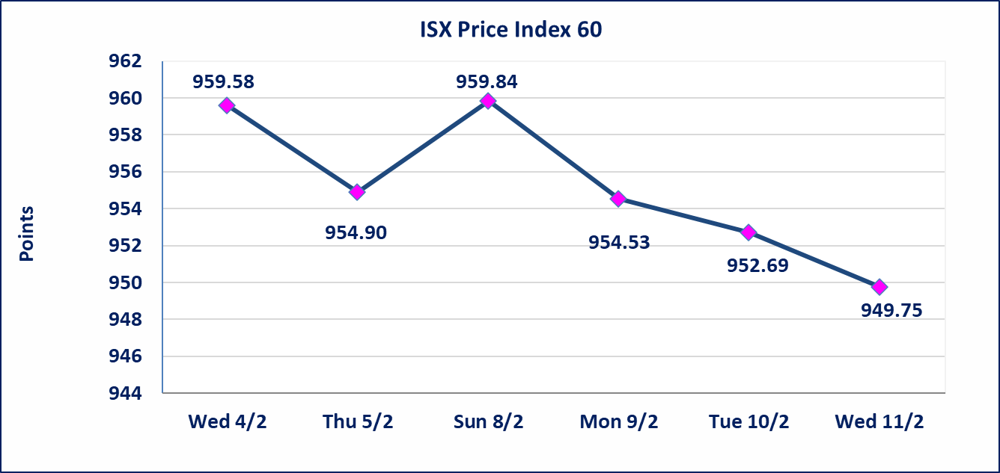 ISX Price Index 60
Points
962
960
958
956
954
952
950
948
946
944
959.58
954.90
959.84
954.53
952.69
949.75
Wed 4/2
Thu 5/2
Sun 8/2
Mon 9/2
Tue 10/2
Wed 11/2